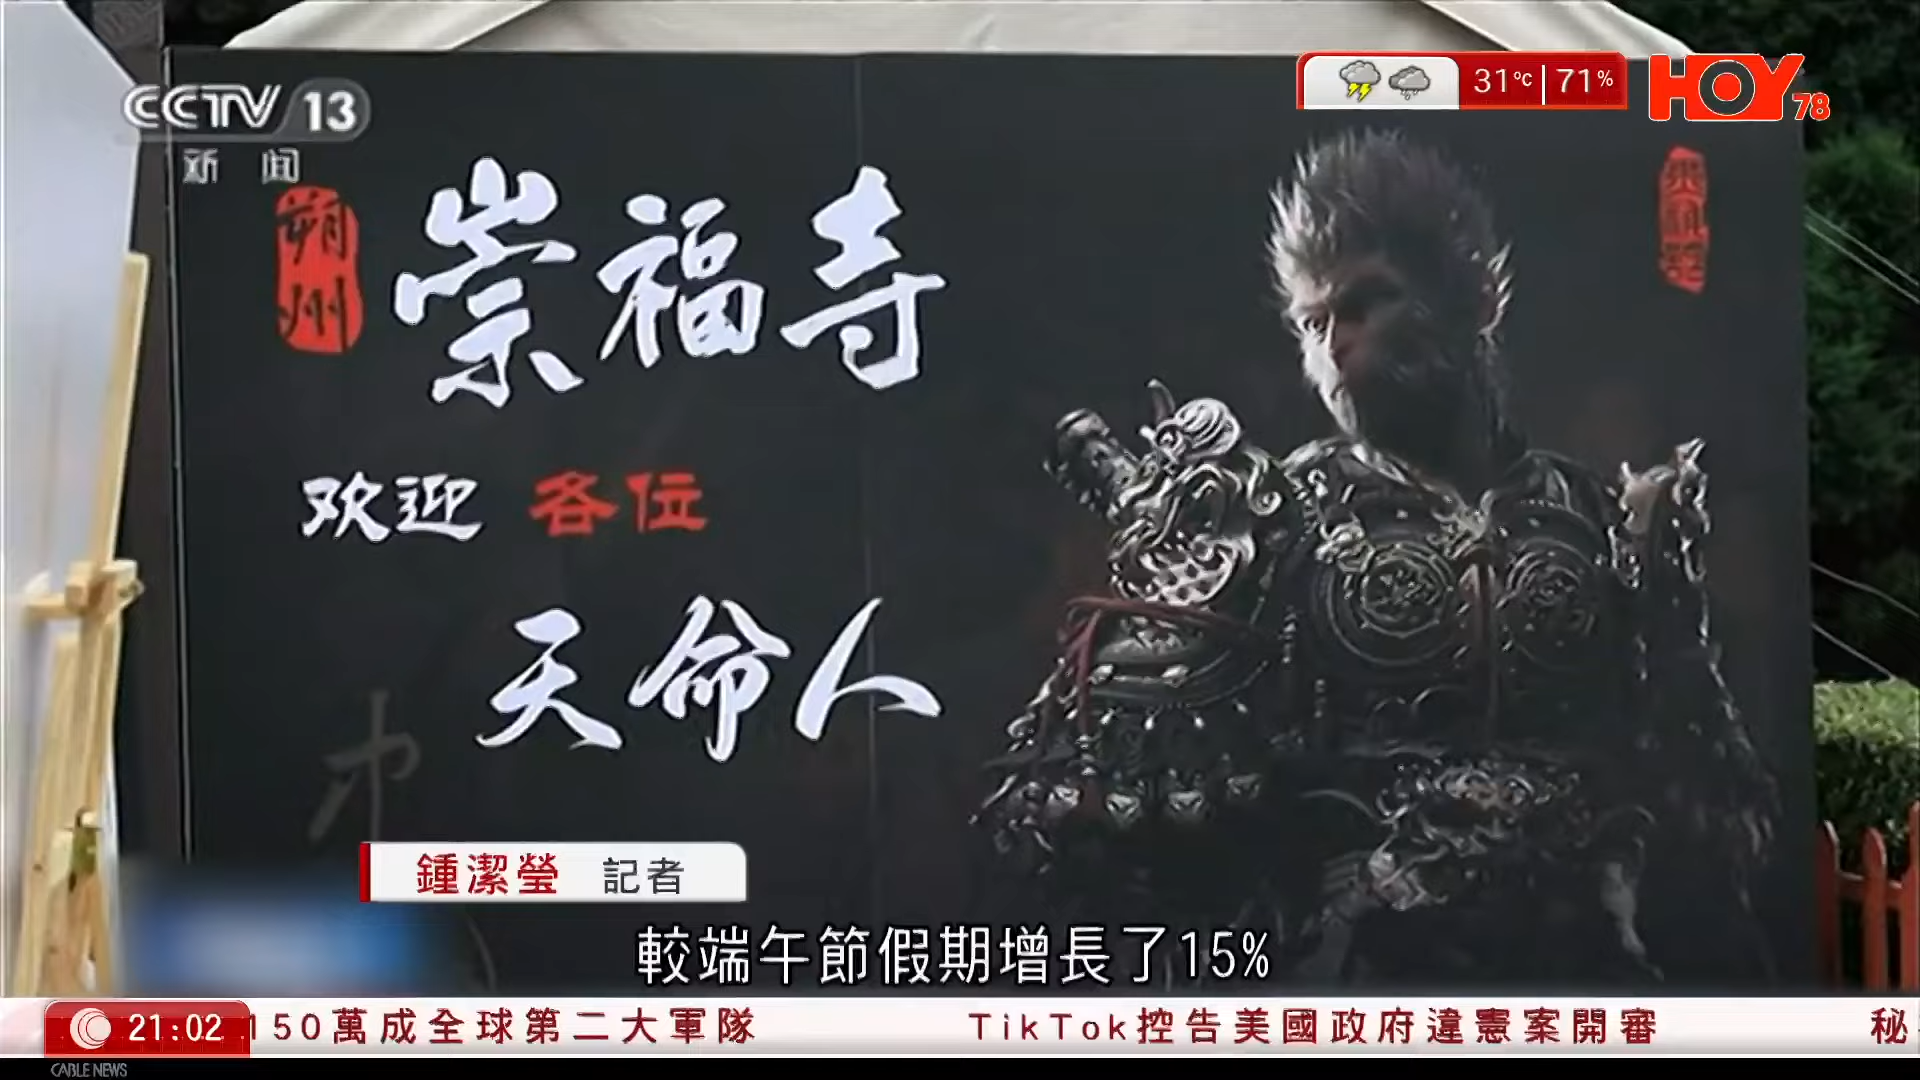 CCTV 13
新闻
31℃ 71%
HOY 78
朔州
崇福寺
欢迎 各位
天命人
鍾潔瑩 記者
較端午節假期增長了15%
21:02
150萬成全球第二大軍隊 TikTok控告美國政府違憲案開審 秘
CABLE NEWS